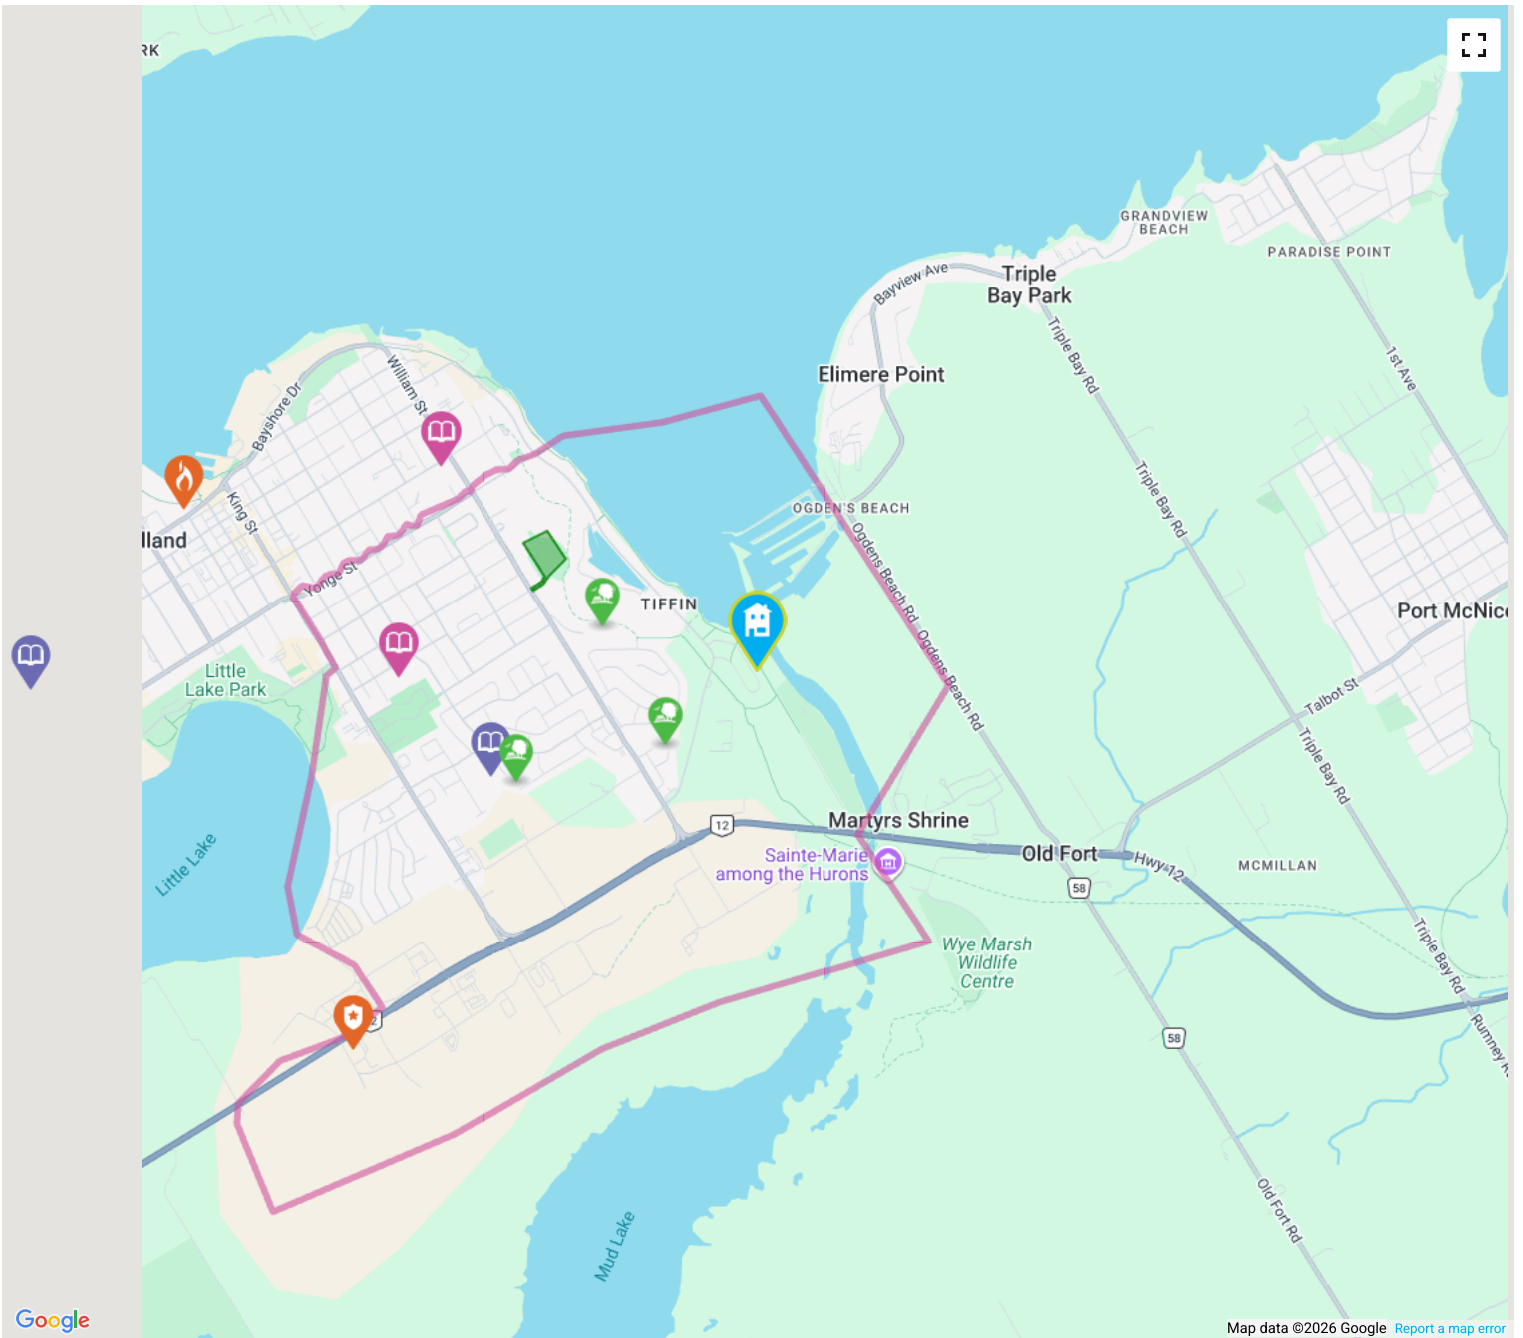 RK
GRANDVIEW
BEACH
PARADISE POINT
Triple
Bay Park
Bayview Ave
Triple Bay Rd
1st Ave
Elimere Point
William St
Bayshore Dr
King St
Triple Bay Rd
OGDEN'S BEACH
lland
Yonge St
Ogdens Beach Rd
TIFFIN
Port McNico
Ogdens Beach Rd
Little
Lake Park
Talbot St
Triple Bay Rd
12
Martyrs Shrine
Old Fort
Hwy 12
MCMILLAN
Little Lake
Sainte-Marie
among the Hurons
58
Wye Marsh
Wildlife
Centre
Triple Bay Rd
2
58
Rumney R
Mud Lake
Old Fort Rd
Google
Map data ©2026 Google
Report a map error